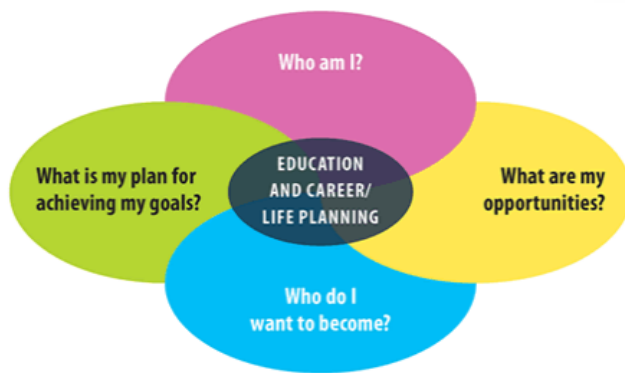 Who am I?
What is my plan for
achieving my goals?
EDUCATION
AND CAREER/
LIFE PLANNING
What are my
opportunities?
Who do I
want to become?